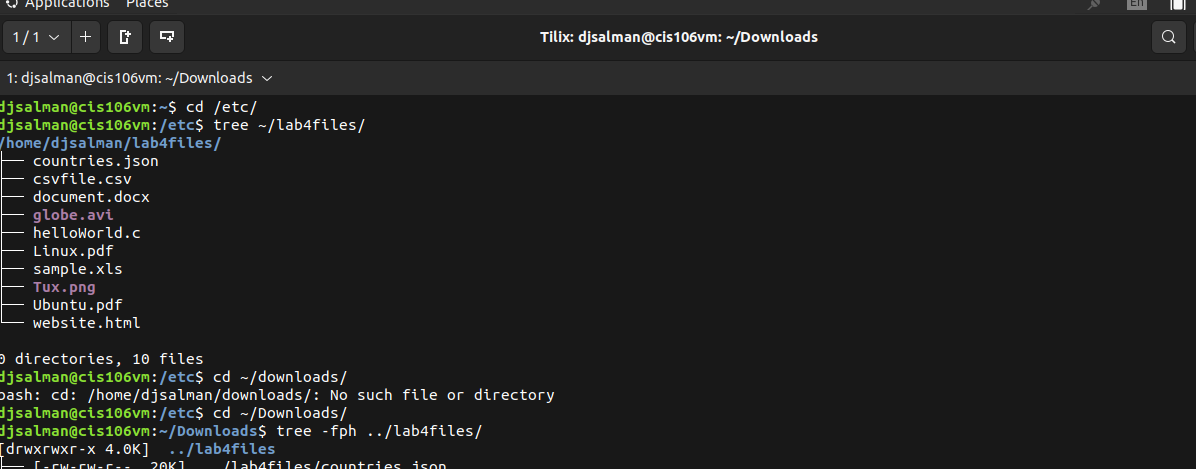 Applications Places En
1 / 1
Tilix: djsalman@cis106vm: ~/Downloads
1: djsalman@cis106vm: ~/Downloads
djsalman@cis106vm:~$ cd /etc/
djsalman@cis106vm:/etc$ tree ~/lab4files/
/home/djsalman/lab4files/
├── countries.json
├── csvfile.csv
├── document.docx
├── globe.avi
├── helloWorld.c
├── Linux.pdf
├── sample.xls
├── Tux.png
├── Ubuntu.pdf
└── website.html
0 directories, 10 files
djsalman@cis106vm:/etc$ cd ~/downloads/
bash: cd: /home/djsalman/downloads/: No such file or directory
djsalman@cis106vm:/etc$ cd ~/Downloads/
djsalman@cis106vm:~/Downloads$ tree -fph ../lab4files/
[drwxrwxr-x 4.0K]  ../lab4files
├── [-rw-rw-r--  20K]  ../lab4files/countries.json